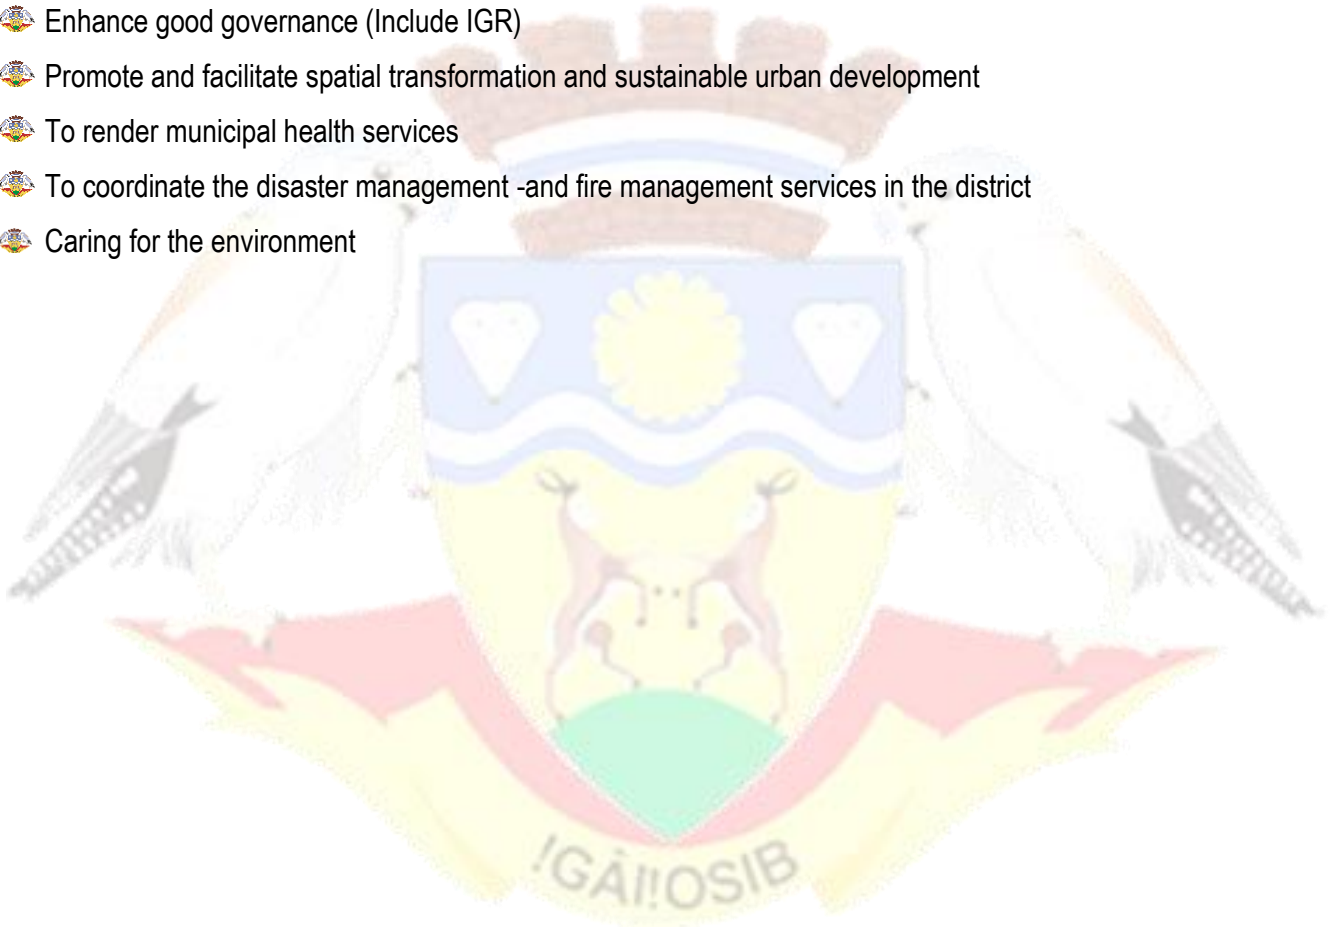 Enhance good governance (Include IGR)
Promote and facilitate spatial transformation and sustainable urban development
To render municipal health services
To coordinate the disaster management -and fire management services in the district
Caring for the environment
!GÃI!OSIB